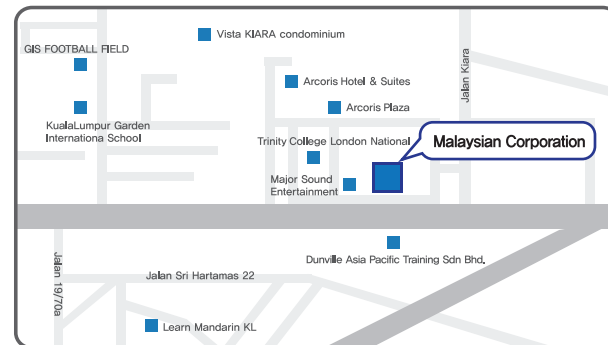 Vista KIARA condominium
GIS FOOTBALL FIELD
Jalan Kiara
Arcoris Hotel & Suites
Arcoris Plaza
KualaLumpur Garden
Internationa School
Trinity College London National
Malaysian Corporation
Major Sound
Entertainment
Dunville Asia Pacific Training Sdn Bhd.
Jalan 19/70a
Jalan Sri Hartamas 22
Learn Mandarin KL